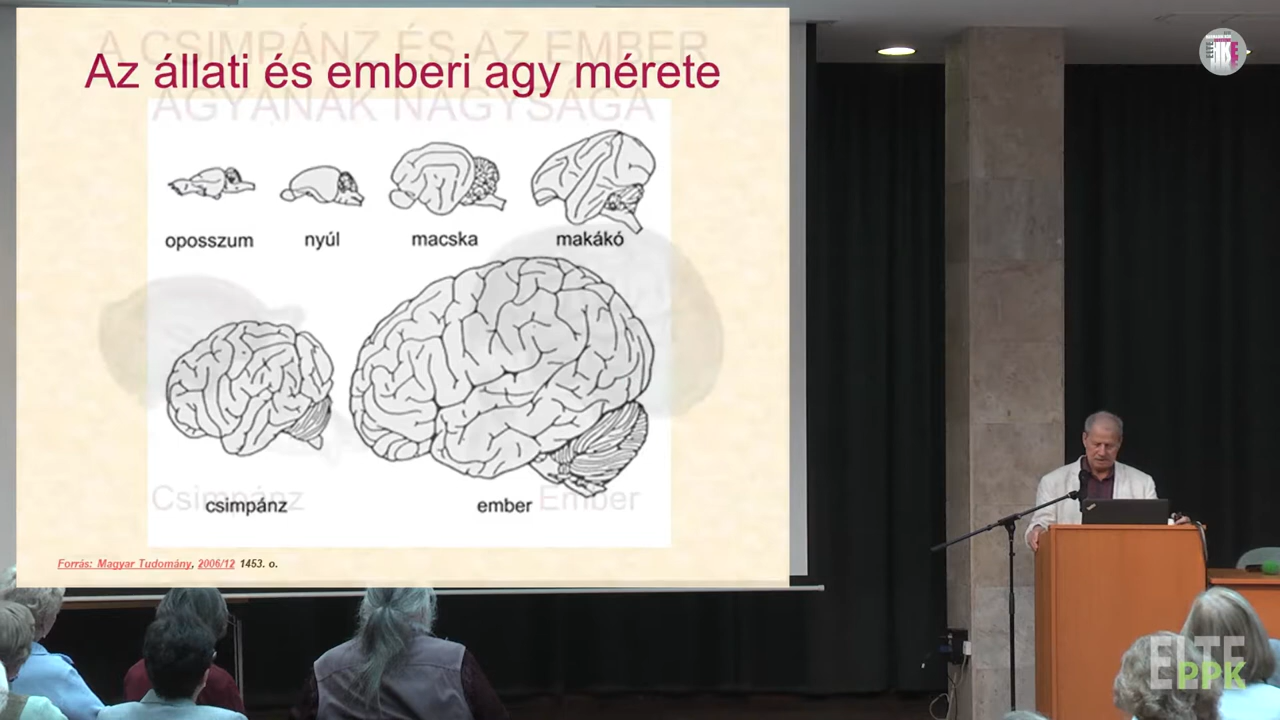 A CSIMPÁNZ ÉS AZ EMBER
Az állati és emberi agy mérete
AGYÁNAK NAGYSÁGA
oposszum
nyúl
macska
makákó
Csimpánz
Ember
csimpánz
ember
Forrás: Magyar Tudomány, 2006/12 1453. o.
ELTE
PPK